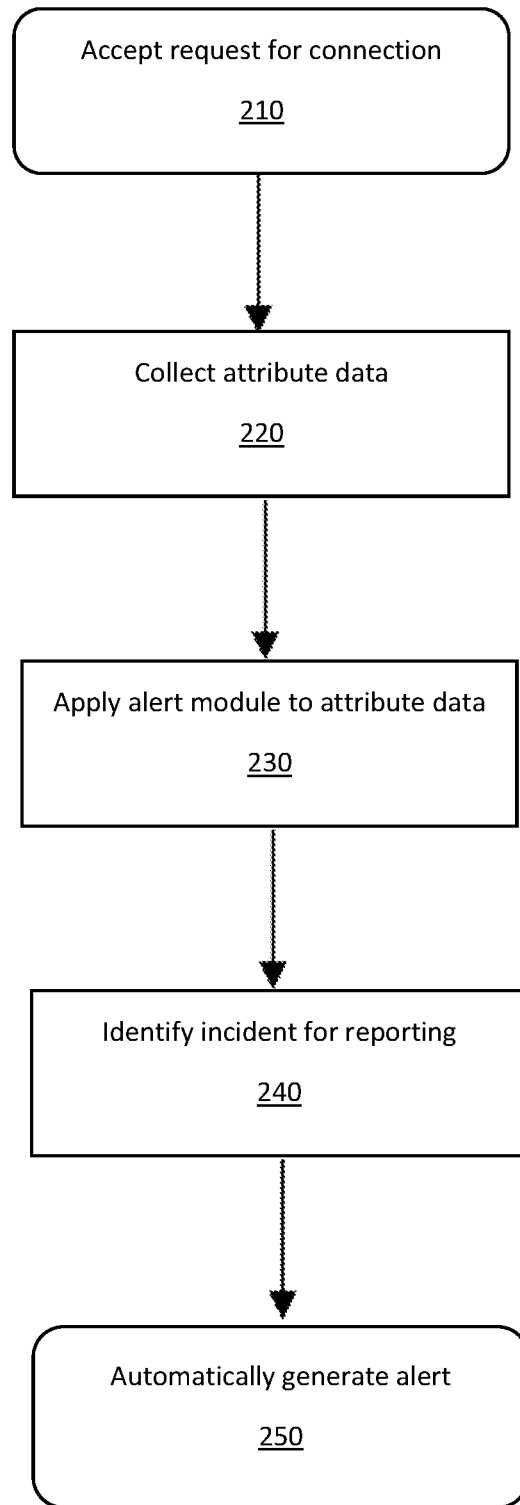 Accept request for connection
210
Collect attribute data
220
Apply alert module to attribute data
230
Identify incident for reporting
240
Automatically generate alert
250